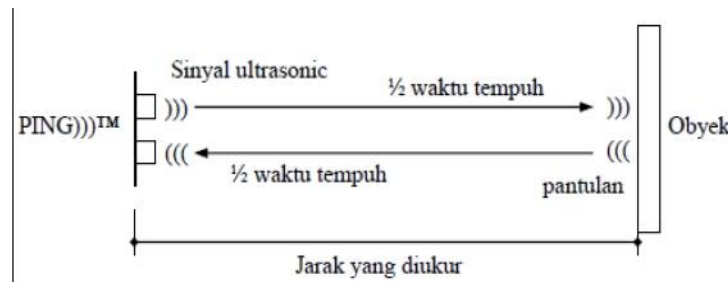 Sinyal ultrasonic
½ waktu tempuh
)))
)))
PING)))™
Obyek
(((
(((
½ waktu tempuh
pantulan
Jarak yang diukur